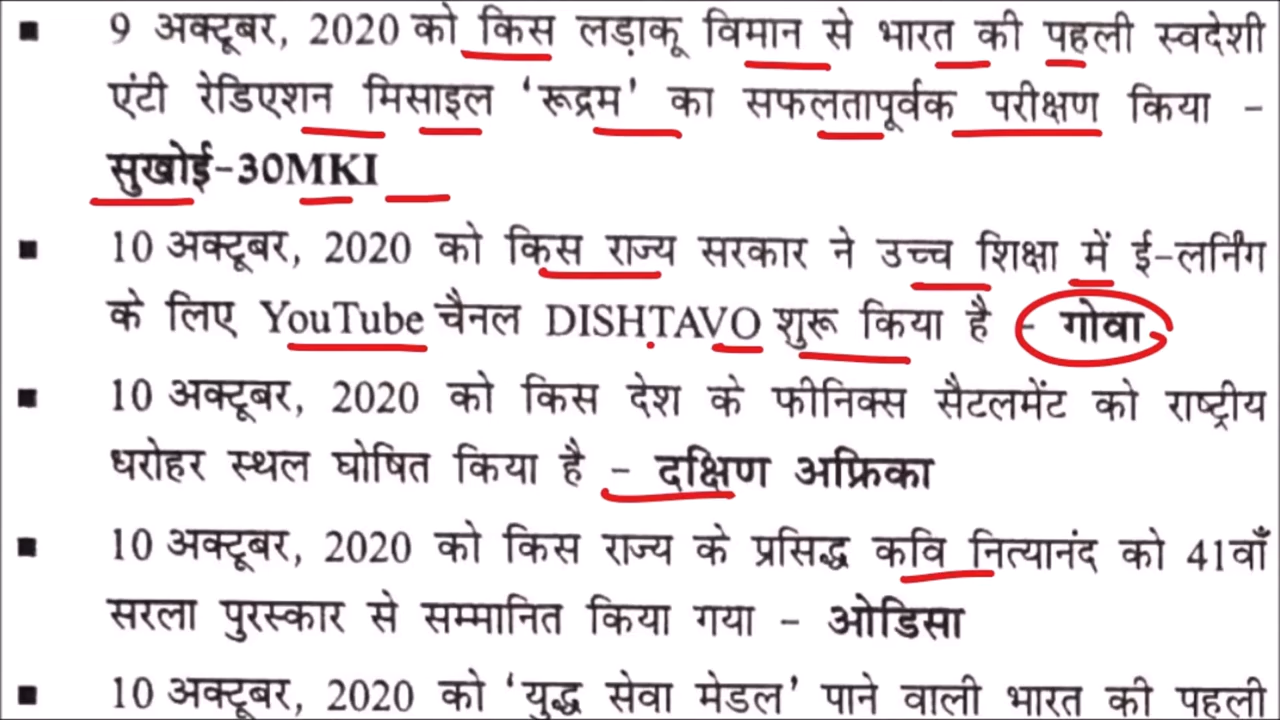 ▪ 9 अक्टूबर, 2020 को किस लड़ाकू विमान से भारत की पहली स्वदेशी
एंटी रेडिएशन मिसाइल ‘रूद्रम’ का सफलतापूर्वक परीक्षण किया –
सुखोई-30MKI
▪ 10 अक्टूबर, 2020 को किस राज्य सरकार ने उच्च शिक्षा में ई-लर्निंग
के लिए YouTube चैनल DISHTAVO शुरू किया है - गोवा
▪ 10 अक्टूबर, 2020 को किस देश के फीनिक्स सैटलमेंट को राष्ट्रीय
धरोहर स्थल घोषित किया है – दक्षिण अफ्रिका
▪ 10 अक्टूबर, 2020 को किस राज्य के प्रसिद्ध कवि नित्यानंद को 41वाँ
सरला पुरस्कार से सम्मानित किया गया – ओडिसा
▪ 10 अक्टूबर, 2020 को ‘युद्ध सेवा मेडल’ पाने वाली भारत की पहली